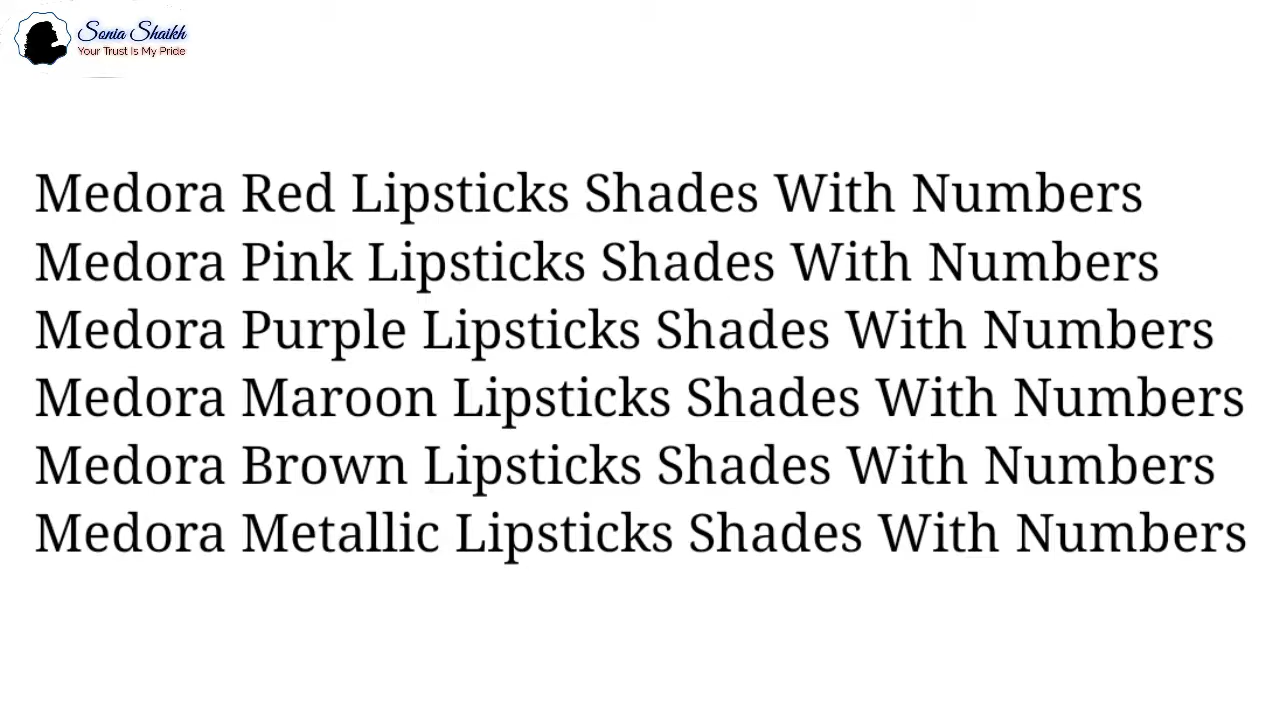 Sonia Shaikh
Your Trust Is My Pride
Medora Red Lipsticks Shades With Numbers
Medora Pink Lipsticks Shades With Numbers
Medora Purple Lipsticks Shades With Numbers
Medora Maroon Lipsticks Shades With Numbers
Medora Brown Lipsticks Shades With Numbers
Medora Metallic Lipsticks Shades With Numbers